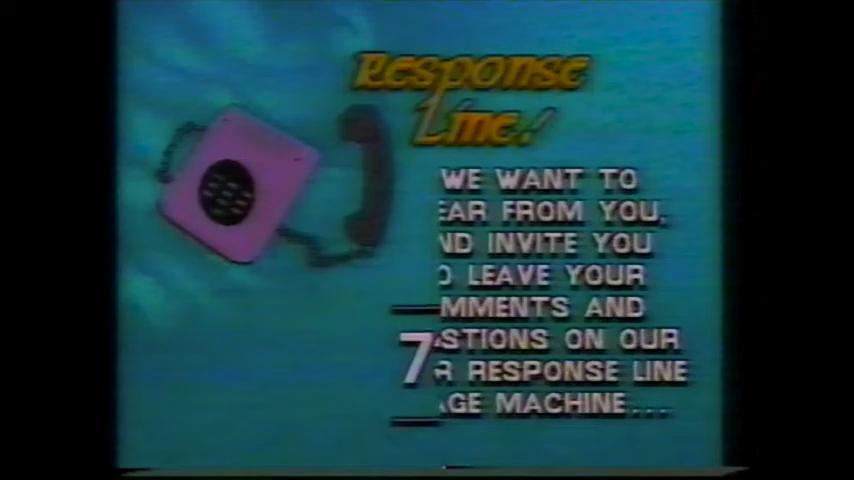 Response
Line!
WE WANT TO
EAR FROM YOU,
ND INVITE YOU
O LEAVE YOUR
MMENTS AND
STIONS ON OUR
R RESPONSE LINE
AGE MACHINE...
7